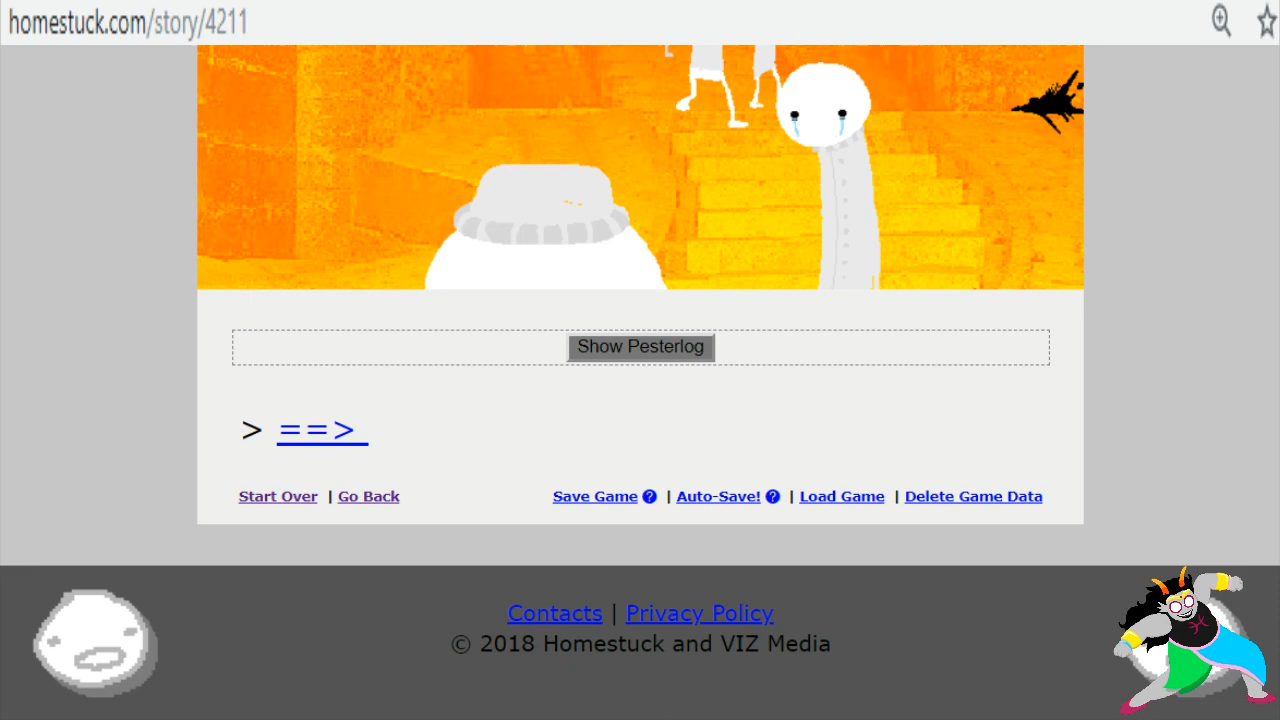 homestuck.com/story/4211
Show Pesterlog
> ==>
Start Over | Go Back Save Game ? | Auto-Save! ? | Load Game | Delete Game Data
Contacts | Privacy Policy
© 2018 Homestuck and VIZ Media